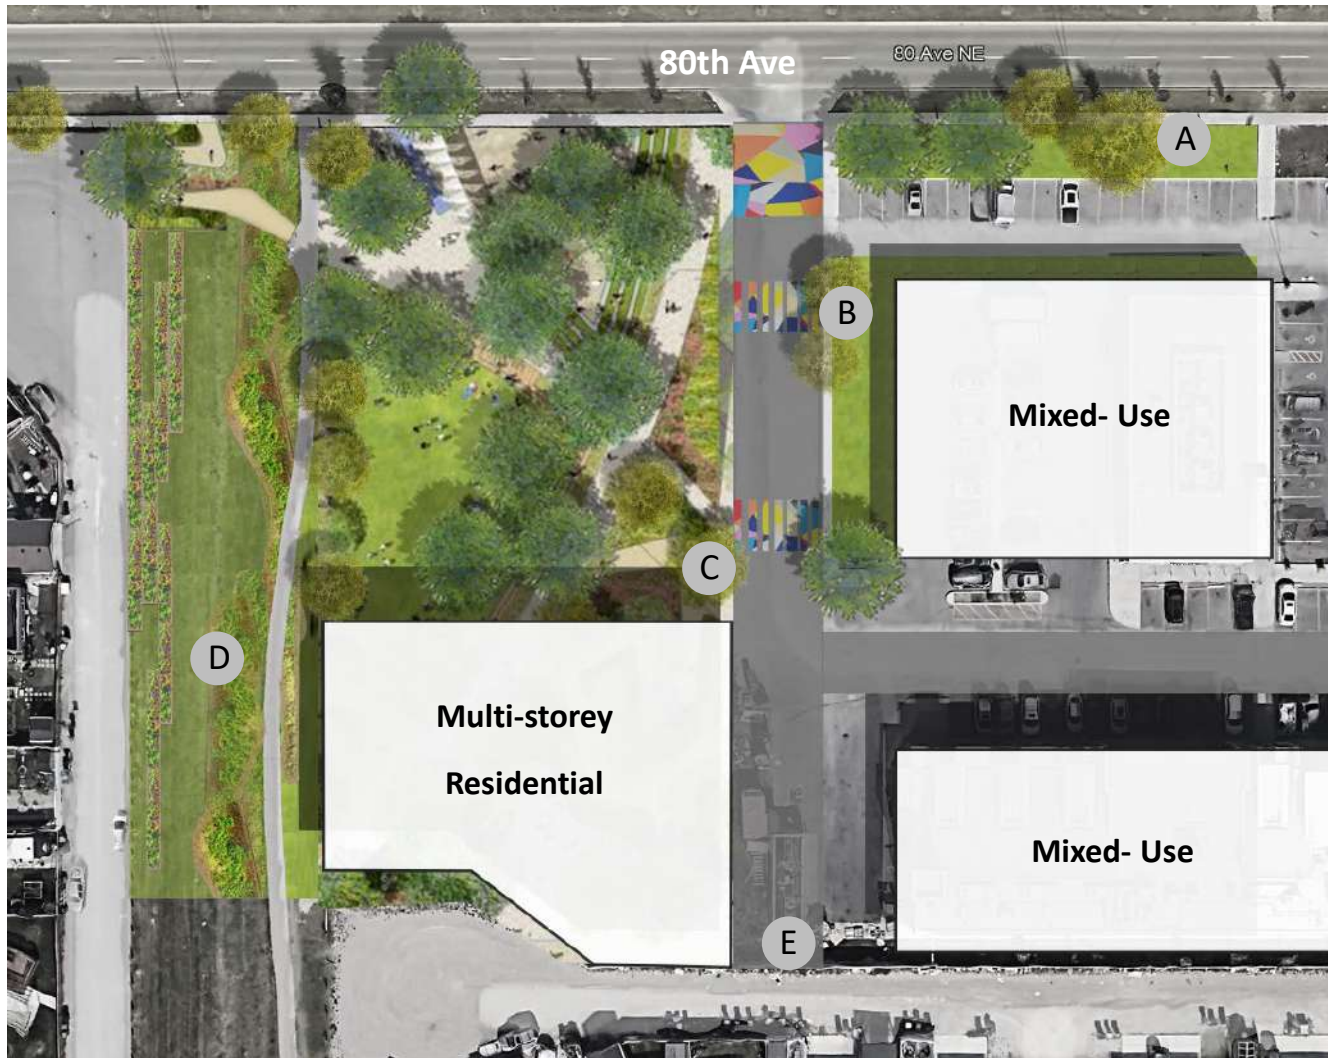 80th Ave
80 Ave NE
A
B
Mixed- Use
C
D
Multi-storey
Residential
Mixed- Use
E